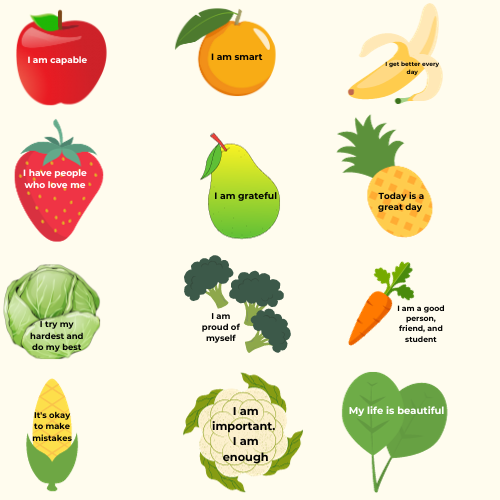 I am capable
I am smart
I get better every
day
I have people
who love me
I am grateful
Today is a
great day
I try my
hardest and
do my best
I am
proud of
myself
I am a good
person,
friend, and
student
It's okay
to make
mistakes
I am
important.
I am
enough
My life is beautiful